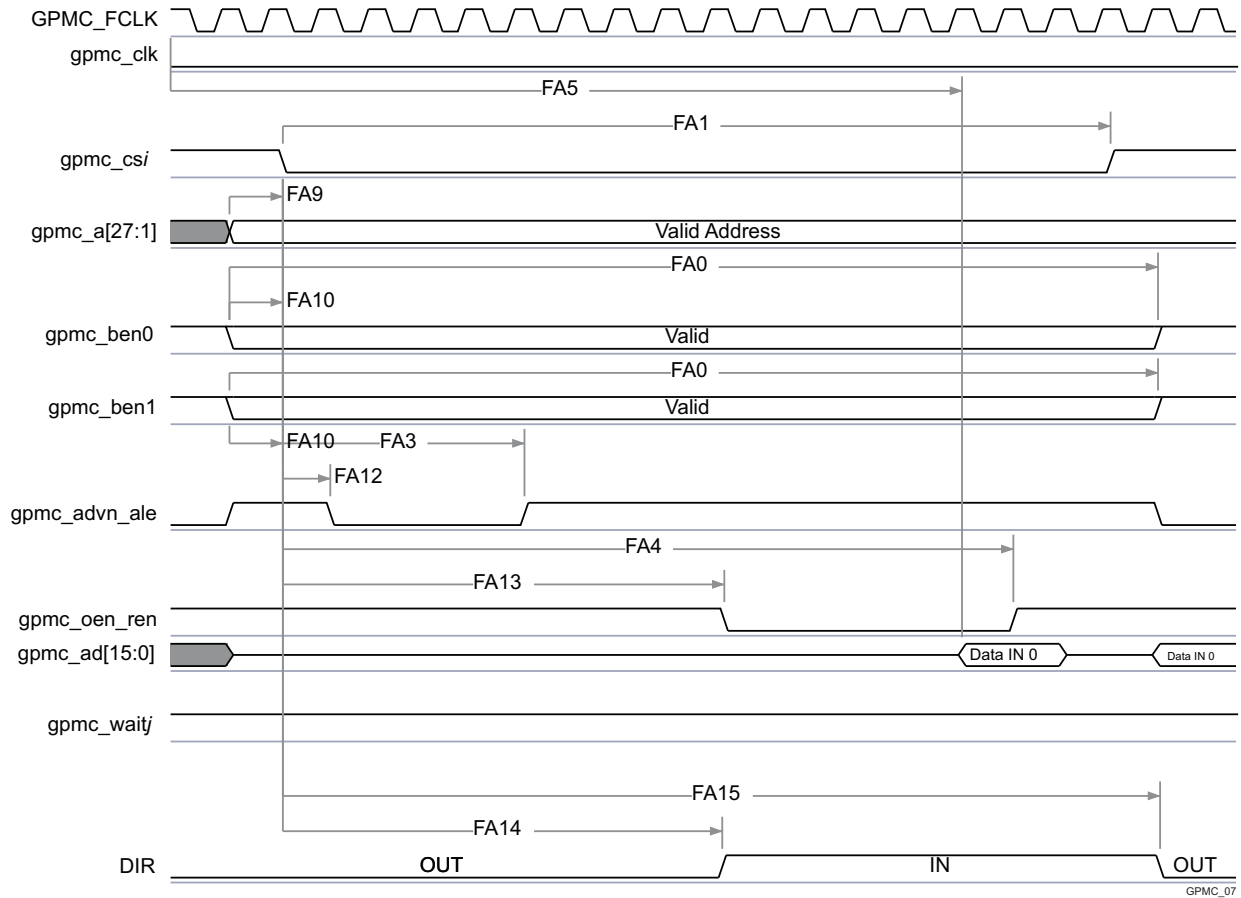 GPMC_FCLK
gpmc_clk
FA5
FA1
gpmc_csi
FA9
gpmc_a[27:1] Valid Address
FA0
FA10
gpmc_ben0 Valid
FA0
gpmc_ben1 Valid
FA10 FA3
FA12
gpmc_advn_ale
FA4
FA13
gpmc_oen_ren
gpmc_ad[15:0] Data IN 0 Data IN 0
gpmc_waitj
FA15
FA14
DIR OUT IN OUT
GPMC_07